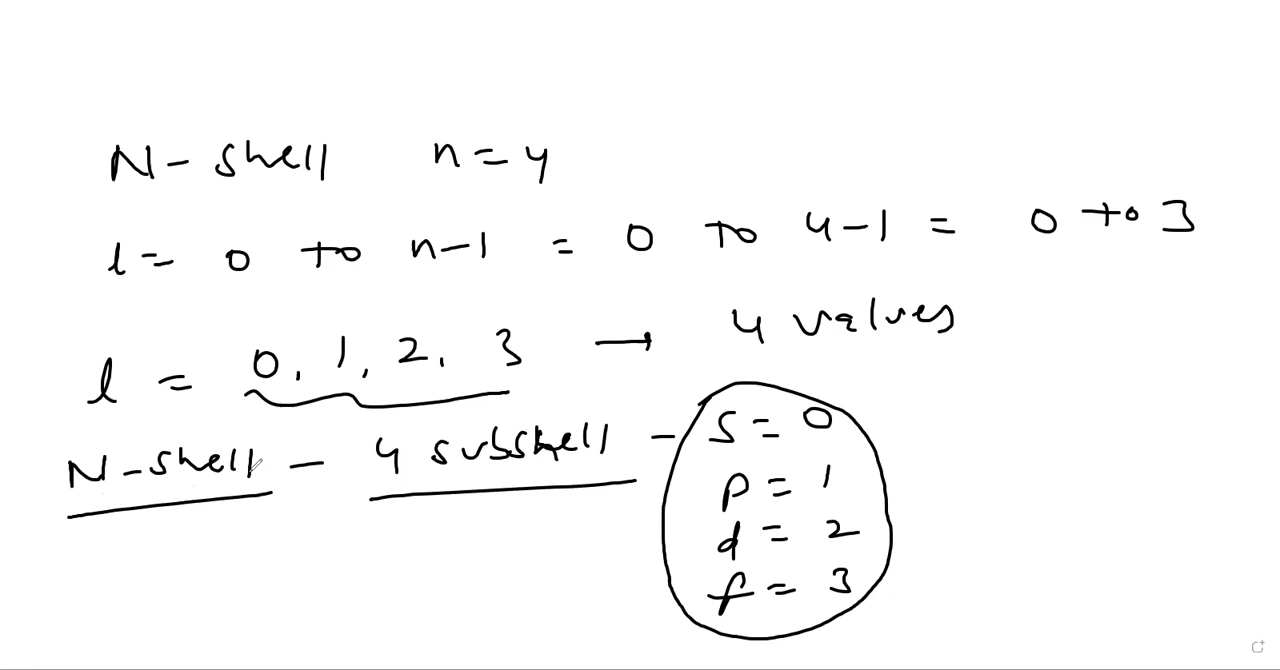 N- shell n=4
l= 0 to n-1 = 0 to 4-1 = 0 to 3
l = 0, 1, 2, 3 → 4 values
N-shell - 4 subshell - s= 0
p = 1
d = 2
f = 3